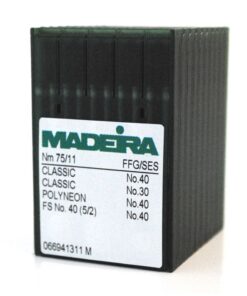 MADEIRA
Nm 75/11 FFG/SES
CLASSIC No.40
CLASSIC No.30
POLYNEON No.40
FS No. 40 (5/2) No.40
066941311 M